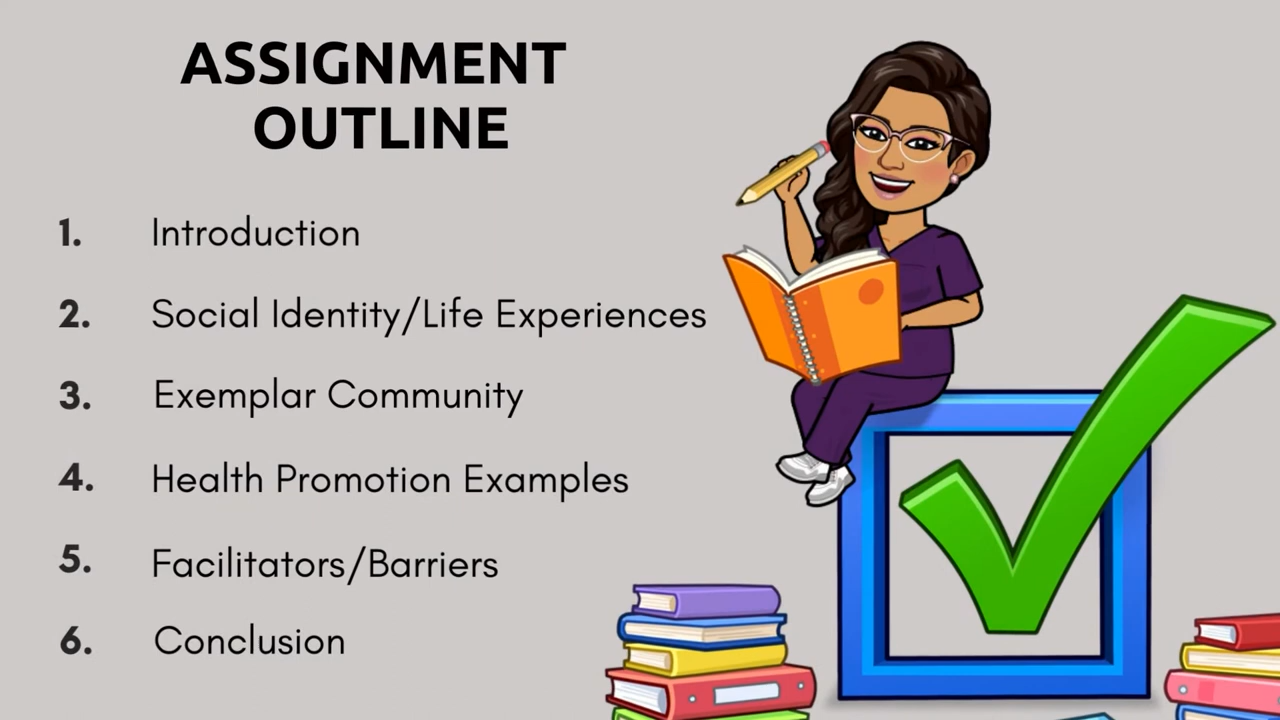 ASSIGNMENT
OUTLINE
1. Introduction
2. Social Identity/Life Experiences
3. Exemplar Community
4. Health Promotion Examples
5. Facilitators/Barriers
6. Conclusion